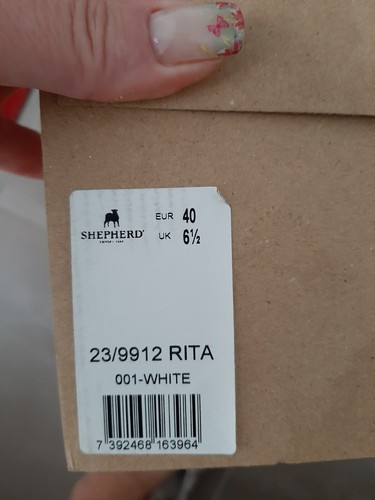 EUR 40
SHEPHERD
UK 6½
23/9912 RITA
001-WHITE
7 392468 163964